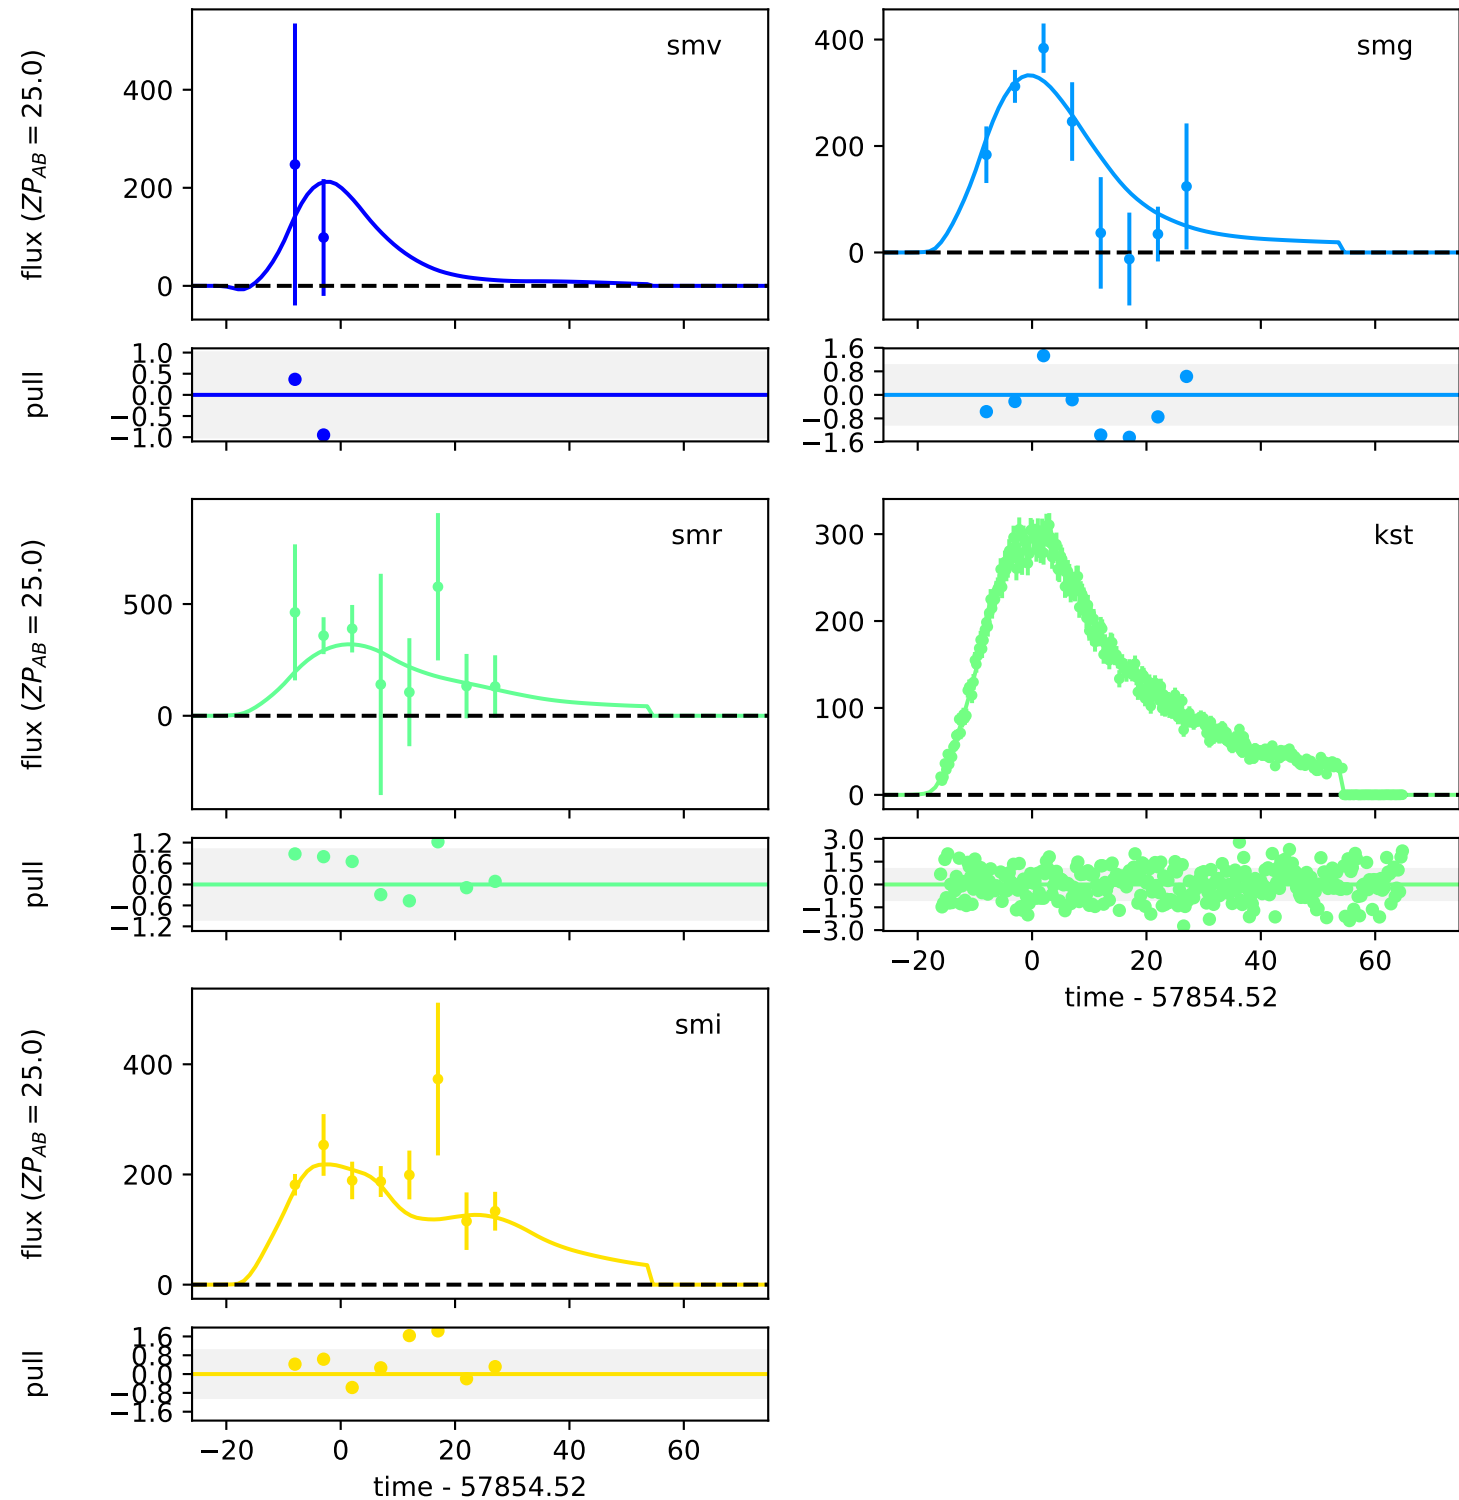 smv
flux (ZP_AB = 25.0)
400
200
0
pull
1.0
0.5
0.0
−0.5
−1.0
smg
400
200
0
1.6
0.8
0.0
−0.8
−1.6
smr
flux (ZP_AB = 25.0)
500
0
pull
1.2
0.6
0.0
−0.6
−1.2
kst
300
200
100
0
3.0
1.5
0.0
−1.5
−3.0
−20 0 20 40 60
time - 57854.52
smi
flux (ZP_AB = 25.0)
400
200
0
pull
1.6
0.8
0.0
−0.8
−1.6
−20 0 20 40 60
time - 57854.52